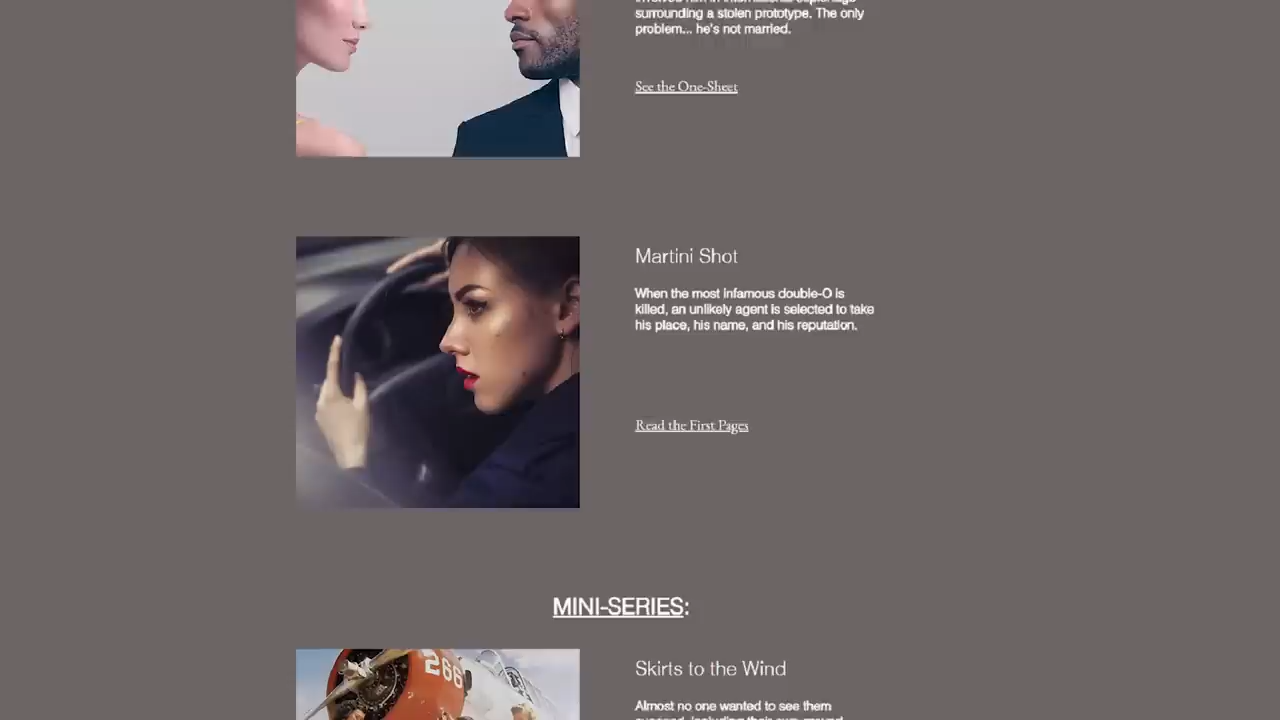 surrounding a stolen prototype. The only
problem... he's not married.
See the One-Sheet
Martini Shot
When the most infamous double-O is
killed, an unlikely agent is selected to take
his place, his name, and his reputation.
Read the First Pages
MINI-SERIES:
266
Skirts to the Wind
Almost no one wanted to see them